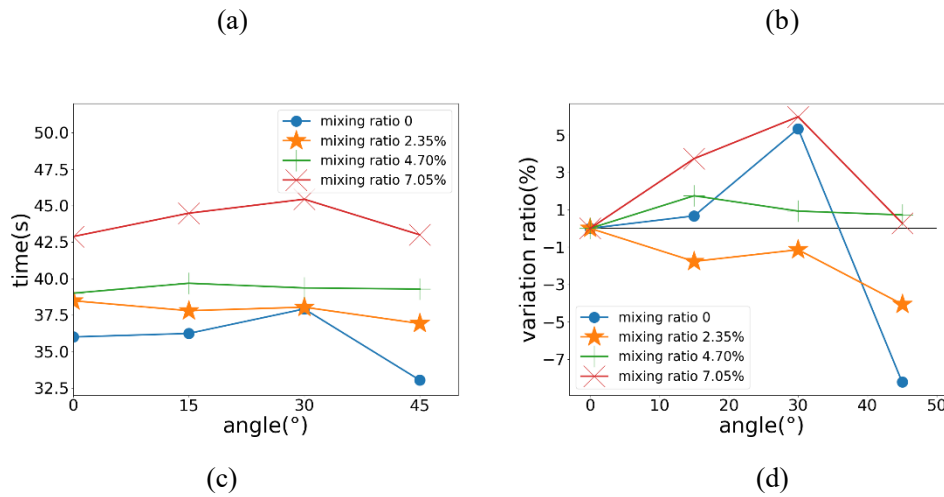 (a)
(b)
50.0
47.5
45.0
42.5
40.0
37.5
35.0
32.5
time(s)
mixing ratio 0
mixing ratio 2.35%
mixing ratio 4.70%
mixing ratio 7.05%
0
15
30
45
angle(°)
5
3
1
−1
−3
−5
−7
variation ratio(%)
mixing ratio 0
mixing ratio 2.35%
mixing ratio 4.70%
mixing ratio 7.05%
0
10
20
30
40
50
angle(°)
(c)
(d)